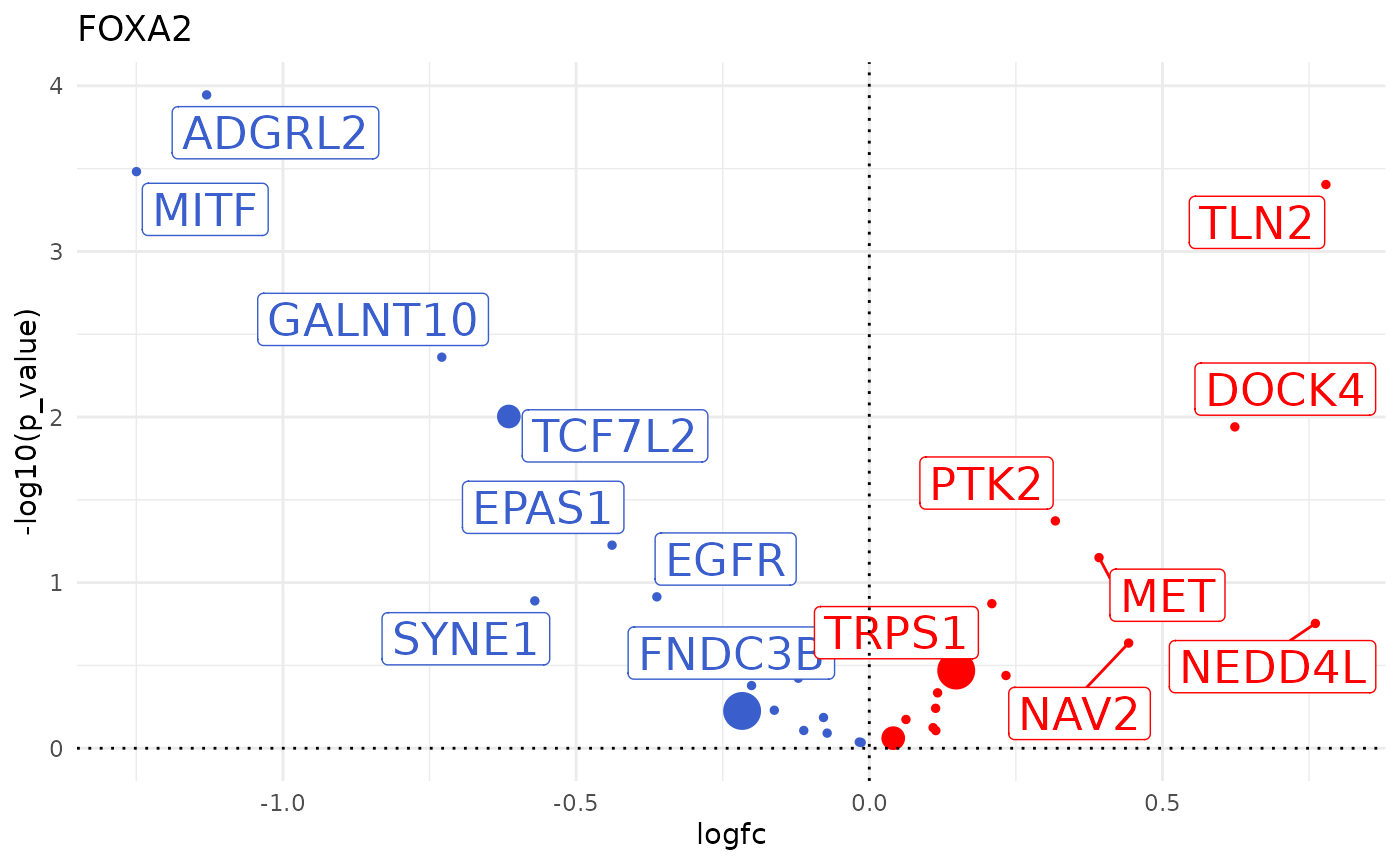 FOXA2
4
ADGRL2
MITF
TLN2
3
GALNT10
DOCK4
2
TCF7L2
PTK2
EPAS1
EGFR
1
MET
SYNE1
TRPS1
FNDC3B
NEDD4L
NAV2
0
-1.0 -0.5 0.0 0.5
logfc
-log10(p_value)